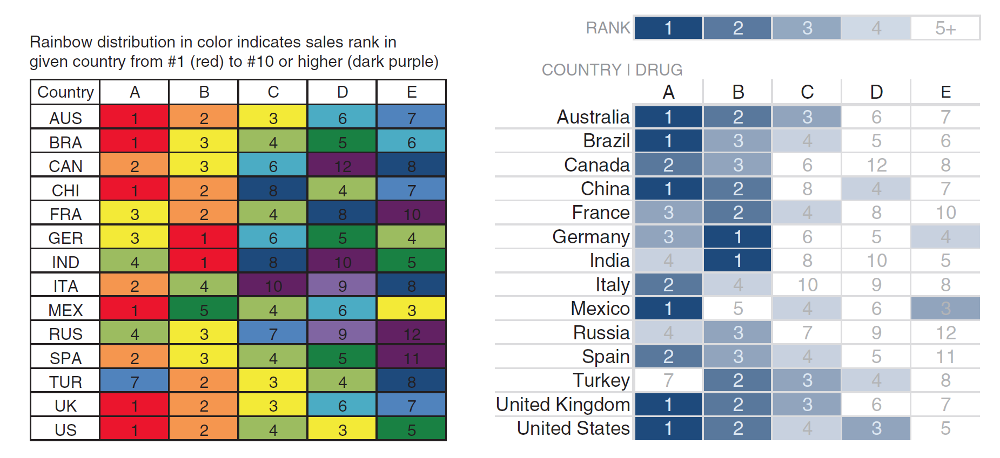 Rainbow distribution in color indicates sales rank in
given country from #1 (red) to #10 or higher (dark purple)
Country A B C D E
AUS 1 2 3 6 7
BRA 1 3 4 5 6
CAN 2 3 6 12 8
CHI 1 2 8 4 7
FRA 3 2 4 8 10
GER 3 1 6 5 4
IND 4 1 8 10 5
ITA 2 4 10 9 8
MEX 1 5 4 6 3
RUS 4 3 7 9 12
SPA 2 3 4 5 11
TUR 7 2 3 4 8
UK 1 2 3 6 7
US 1 2 4 3 5
RANK 1 2 3 4 5+
COUNTRY | DRUG
A B C D E
Australia 1 2 3 6 7
Brazil 1 3 4 5 6
Canada 2 3 6 12 8
China 1 2 8 4 7
France 3 2 4 8 10
Germany 3 1 6 5 4
India 4 1 8 10 5
Italy 2 4 10 9 8
Mexico 1 5 4 6 3
Russia 4 3 7 9 12
Spain 2 3 4 5 11
Turkey 7 2 3 4 8
United Kingdom 1 2 3 6 7
United States 1 2 4 3 5